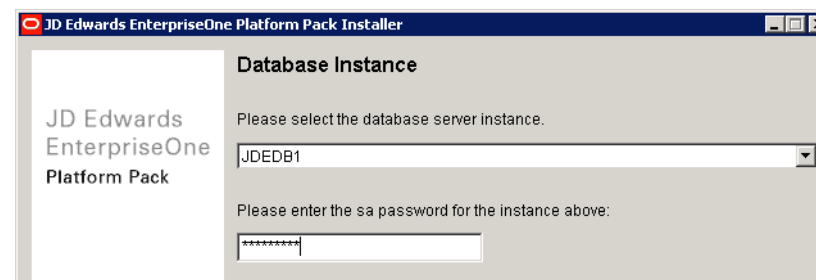 JD Edwards EnterpriseOne Platform Pack Installer
Database Instance
JD Edwards
EnterpriseOne
Platform Pack
Please select the database server instance.
JDEDB1
Please enter the sa password for the instance above:
*********